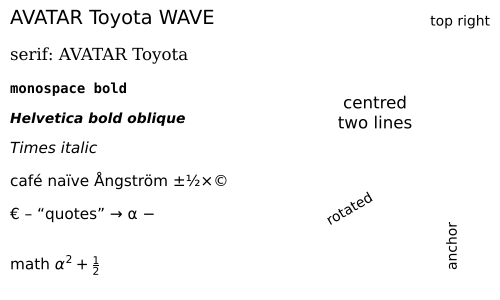 AVATAR Toyota WAVE
top right
serif: AVATAR Toyota
monospace bold
centred
two lines
Helvetica bold oblique
Times italic
café naïve Ångström ±½×©
€ – “quotes” → α −
rotated
anchor
math α² + ½